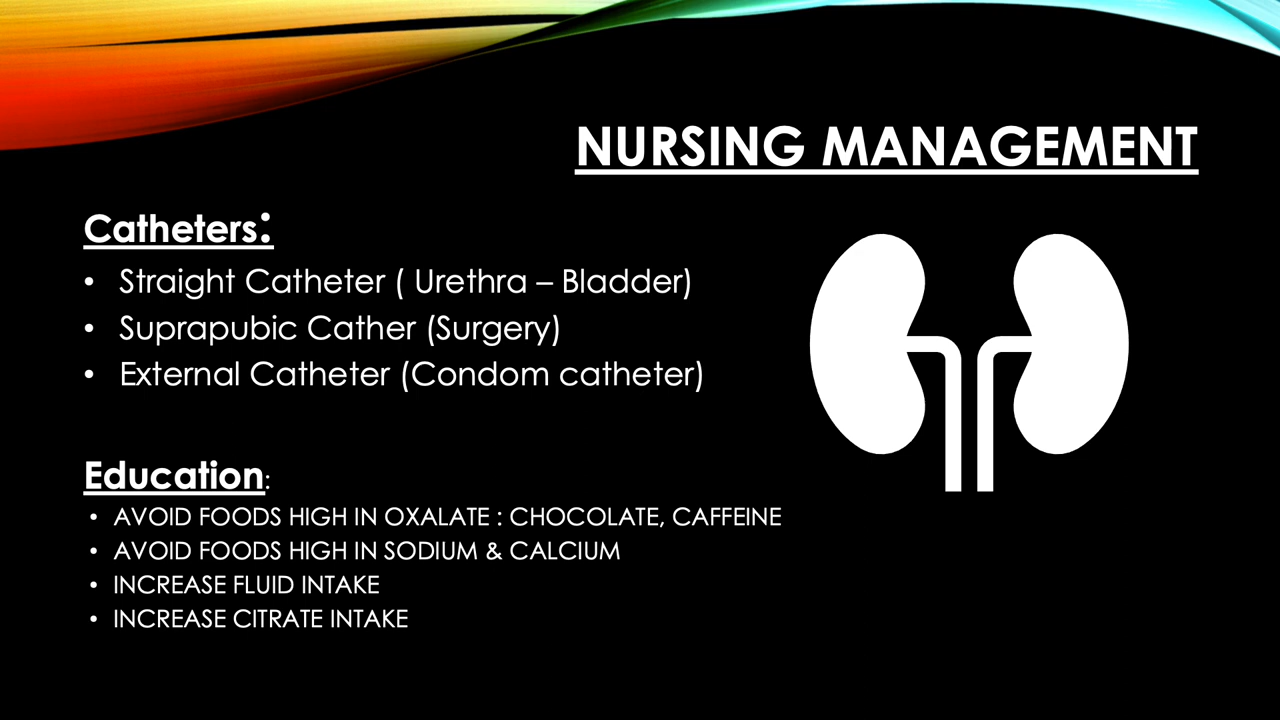 NURSING MANAGEMENT
Catheters:
• Straight Catheter ( Urethra – Bladder)
• Suprapubic Cather (Surgery)
• External Catheter (Condom catheter)
Education:
• AVOID FOODS HIGH IN OXALATE : CHOCOLATE, CAFFEINE
• AVOID FOODS HIGH IN SODIUM & CALCIUM
• INCREASE FLUID INTAKE
• INCREASE CITRATE INTAKE